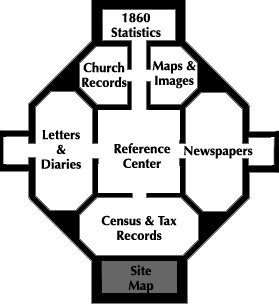 1860
Statistics
Church
Records
Maps &
Images
Letters
&
Diaries
Reference
Center
Newspapers
Census & Tax
Records
Site
Map